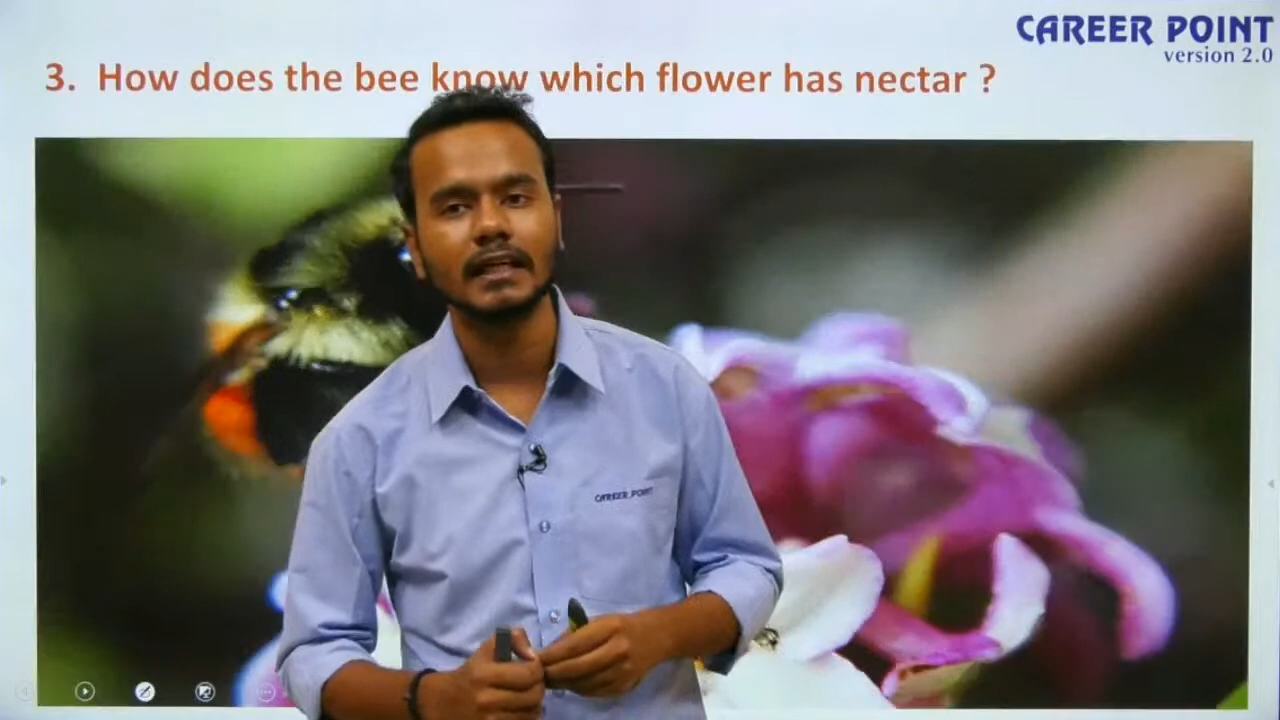 CAREER POINT
version 2.0
3. How does the bee know which flower has nectar ?
CAREER POINT